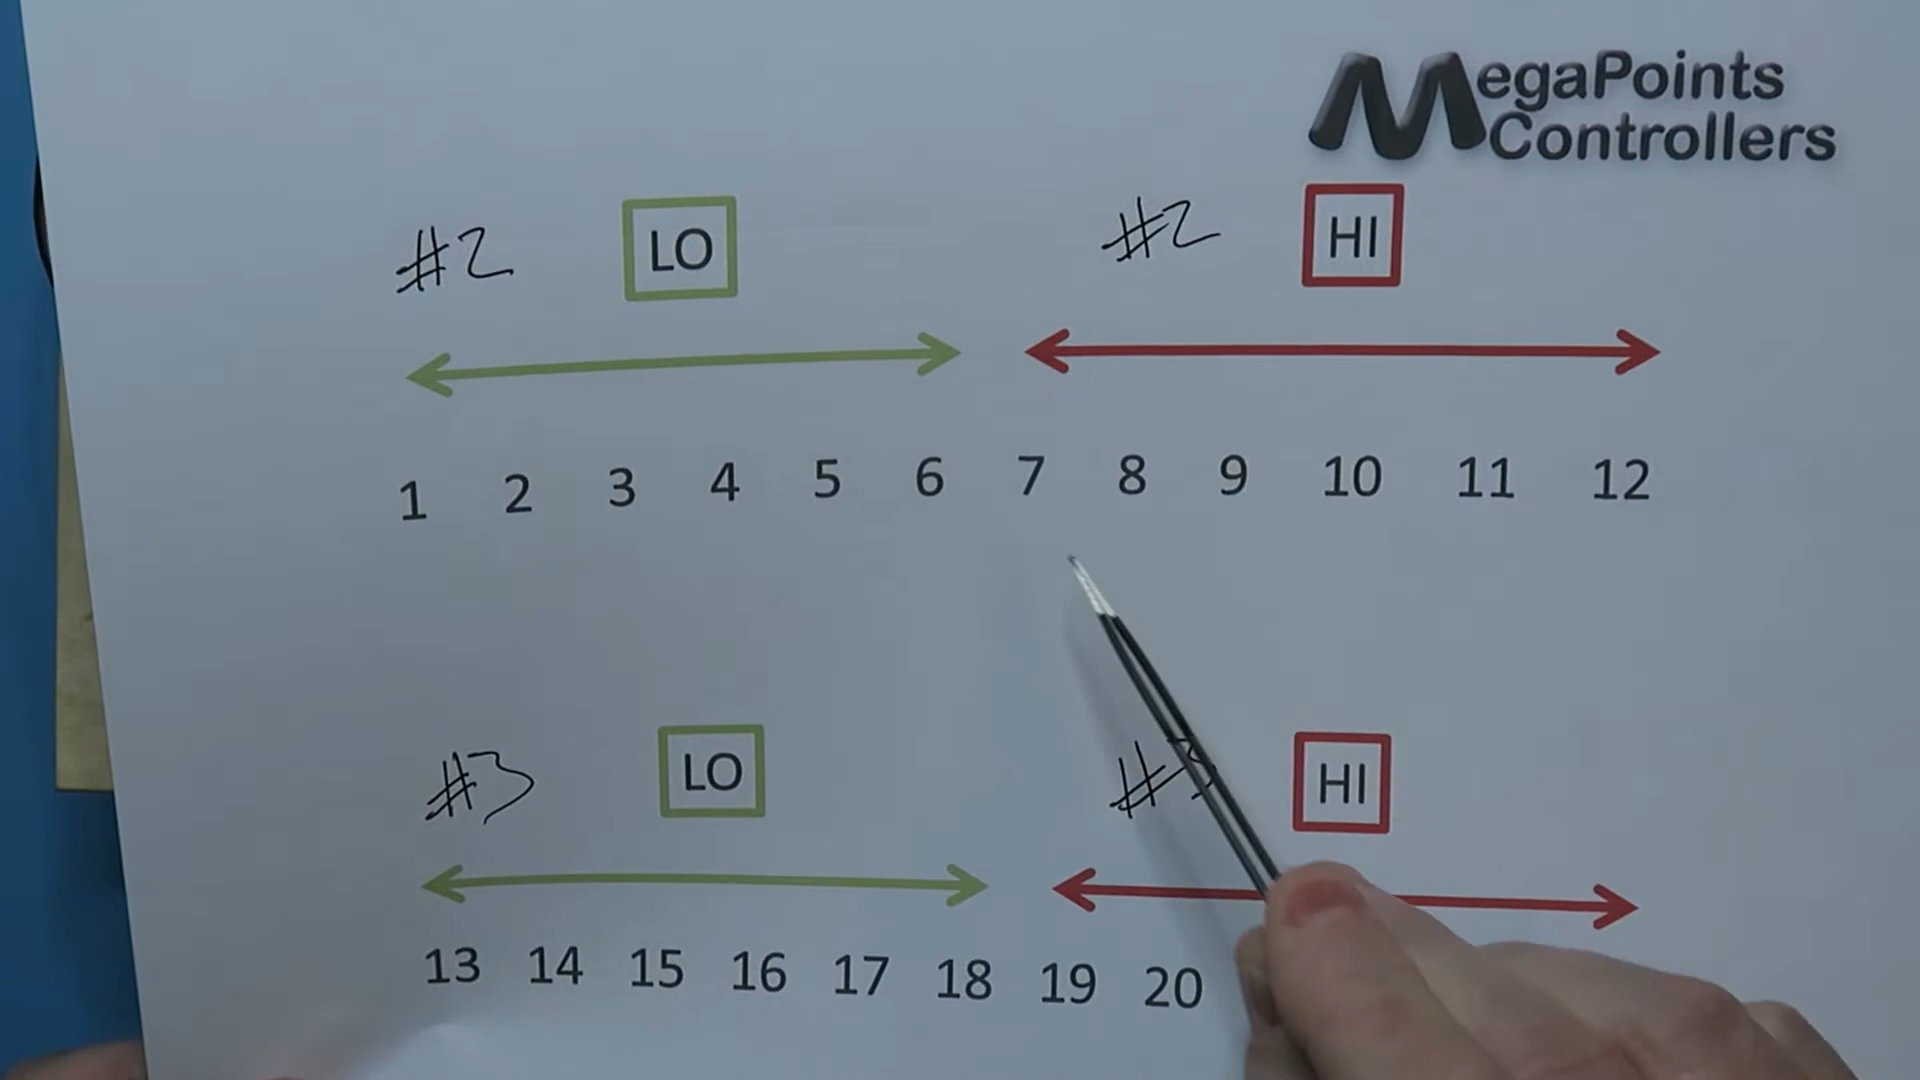 MegaPoints
Controllers
#2 LO #2 HI
1 2 3 4 5 6 7 8 9 10 11 12
#3 LO #3 HI
13 14 15 16 17 18 19 20